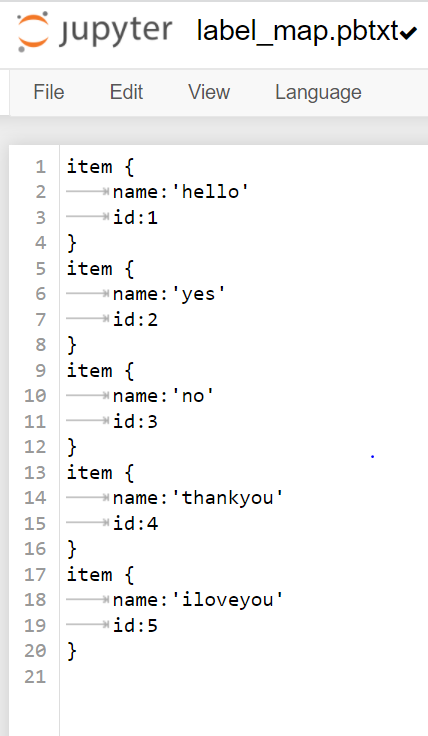 jupyter label_map.pbtxt
File Edit View Language
1 item {
2 name:'hello'
3 id:1
4 }
5 item {
6 name:'yes'
7 id:2
8 }
9 item {
10 name:'no'
11 id:3
12 }
13 item {
14 name:'thankyou'
15 id:4
16 }
17 item {
18 name:'iloveyou'
19 id:5
20 }
21